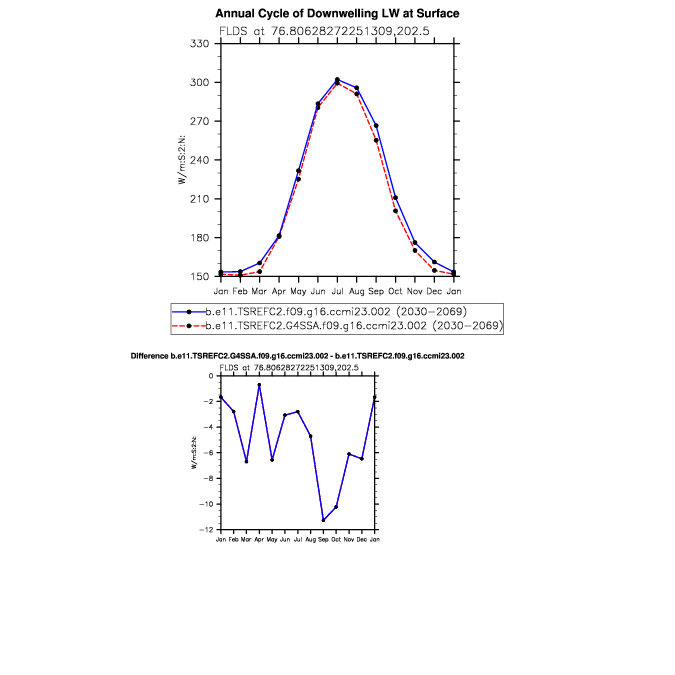 Annual Cycle of Downwelling LW at Surface
FLDS at 76.80628272251309,202.5
330
300
270
240
210
180
150
W/m:S:2:N:
Jan Feb Mar Apr May Jun Jul Aug Sep Oct Nov Dec Jan
b.e11.TSREFC2.f09.g16.ccmi23.002 (2030-2069)
b.e11.TSREFC2.G4SSA.f09.g16.ccmi23.002 (2030-2069)
Difference b.e11.TSREFC2.G4SSA.f09.g16.ccmi23.002 - b.e11.TSREFC2.f09.g16.ccmi23.002
FLDS at 76.80628272251309,202.5
0
-2
-4
-6
-8
-10
-12
W/m:S:2:N:
Jan Feb Mar Apr May Jun Jul Aug Sep Oct Nov Dec Jan